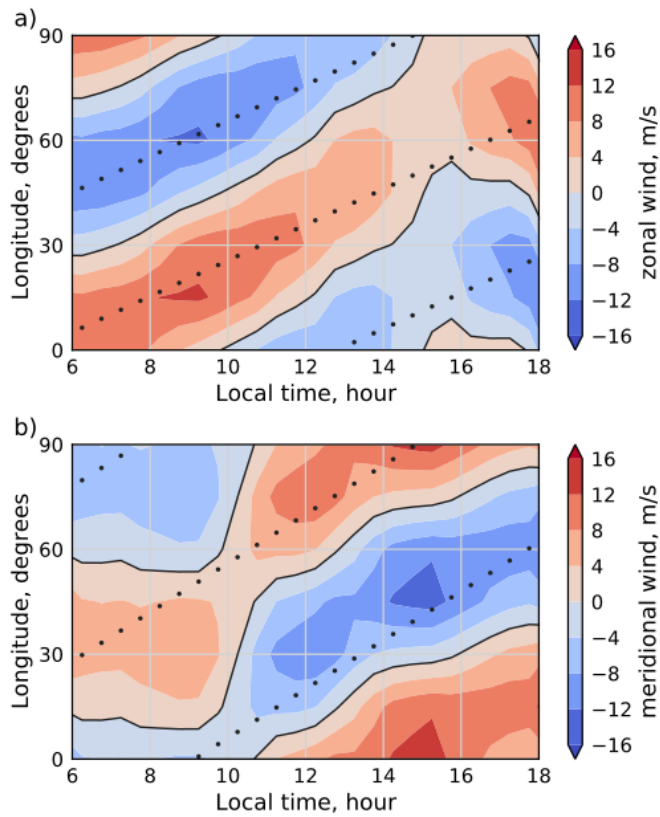 a)
90
60
30
0
Longitude, degrees
6 8 10 12 14 16 18
Local time, hour
16
12
8
4
0
−4
−8
−12
−16
zonal wind, m/s
b)
90
60
30
0
Longitude, degrees
6 8 10 12 14 16 18
Local time, hour
16
12
8
4
0
−4
−8
−12
−16
meridional wind, m/s